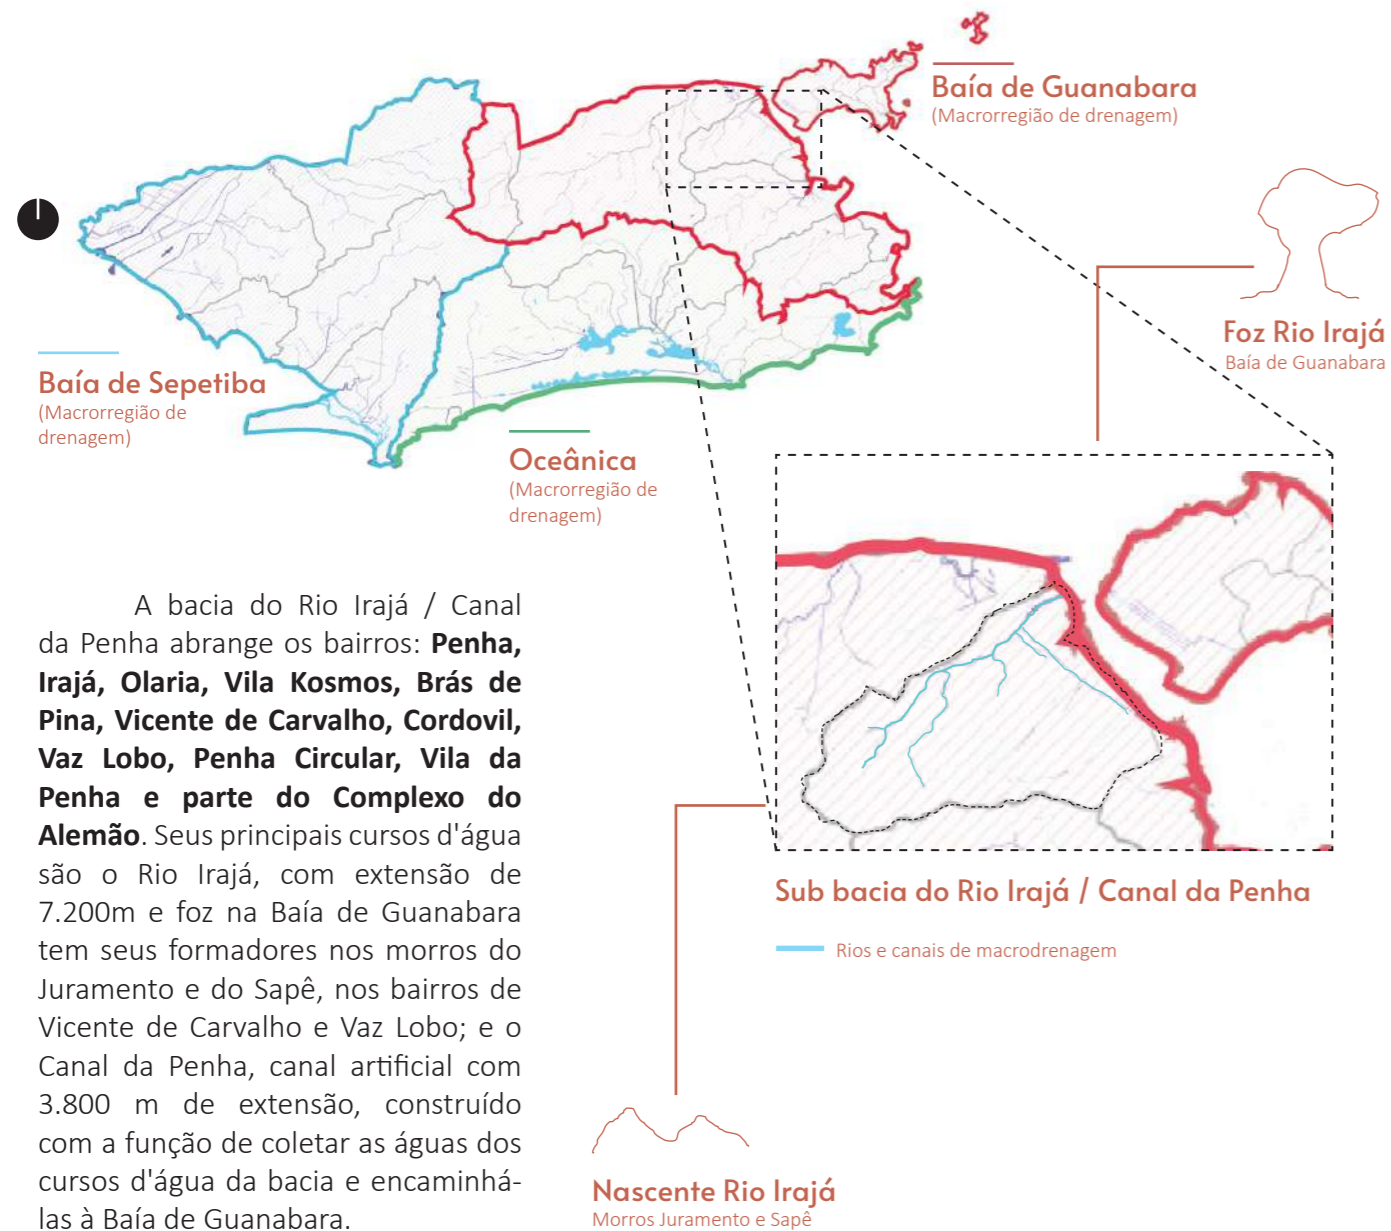 Baía de Guanabara
(Macrorregião de drenagem)
Foz Rio Irajá
Baía de Guanabara
Baía de Sepetiba
(Macrorregião de
drenagem)
Oceânica
(Macrorregião de
drenagem)
A bacia do Rio Irajá / Canal
da Penha abrange os bairros: Penha,
Irajá, Olaria, Vila Kosmos, Brás de
Pina, Vicente de Carvalho, Cordovil,
Vaz Lobo, Penha Circular, Vila da
Penha e parte do Complexo do
Alemão. Seus principais cursos d'água
são o Rio Irajá, com extensão de
7.200m e foz na Baía de Guanabara
tem seus formadores nos morros do
Juramento e do Sapê, nos bairros de
Vicente de Carvalho e Vaz Lobo; e o
Canal da Penha, canal artificial com
3.800 m de extensão, construído
com a função de coletar as águas dos
cursos d'água da bacia e encaminhá-
las à Baía de Guanabara.
Sub bacia do Rio Irajá / Canal da Penha
Rios e canais de macrodrenagem
Nascente Rio Irajá
Morros Juramento e Sapê